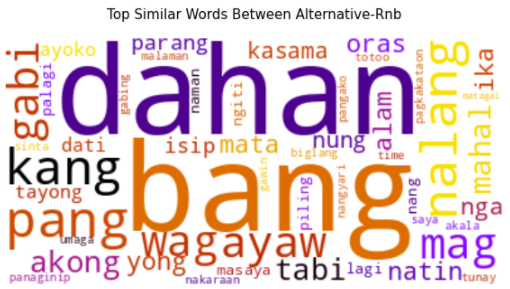 Top Similar Words Between Alternative-Rnb
gabi ayoko palagi dahan parang malaman gabing naman ngiti kasama pangako oras totoo alam pagkakataon nalang mahal ika matagal
sinta dati isip mata nung biglang time
kang bang
tayong gawin piling nangyari nang nga
pang wagayaw saya akala mag
umaga akong yong masaya tabi lagi natin tunay
panaginip nakaraan